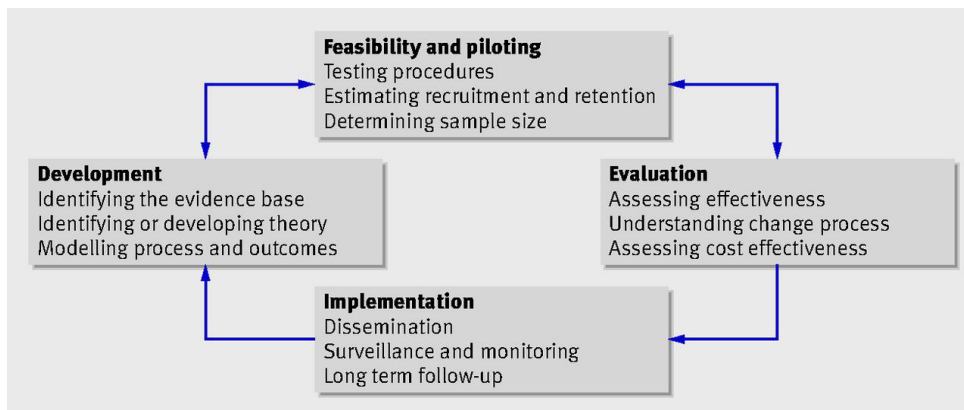 Feasibility and piloting
Testing procedures
Estimating recruitment and retention
Determining sample size
Development
Identifying the evidence base
Identifying or developing theory
Modelling process and outcomes
Evaluation
Assessing effectiveness
Understanding change process
Assessing cost effectiveness
Implementation
Dissemination
Surveillance and monitoring
Long term follow-up